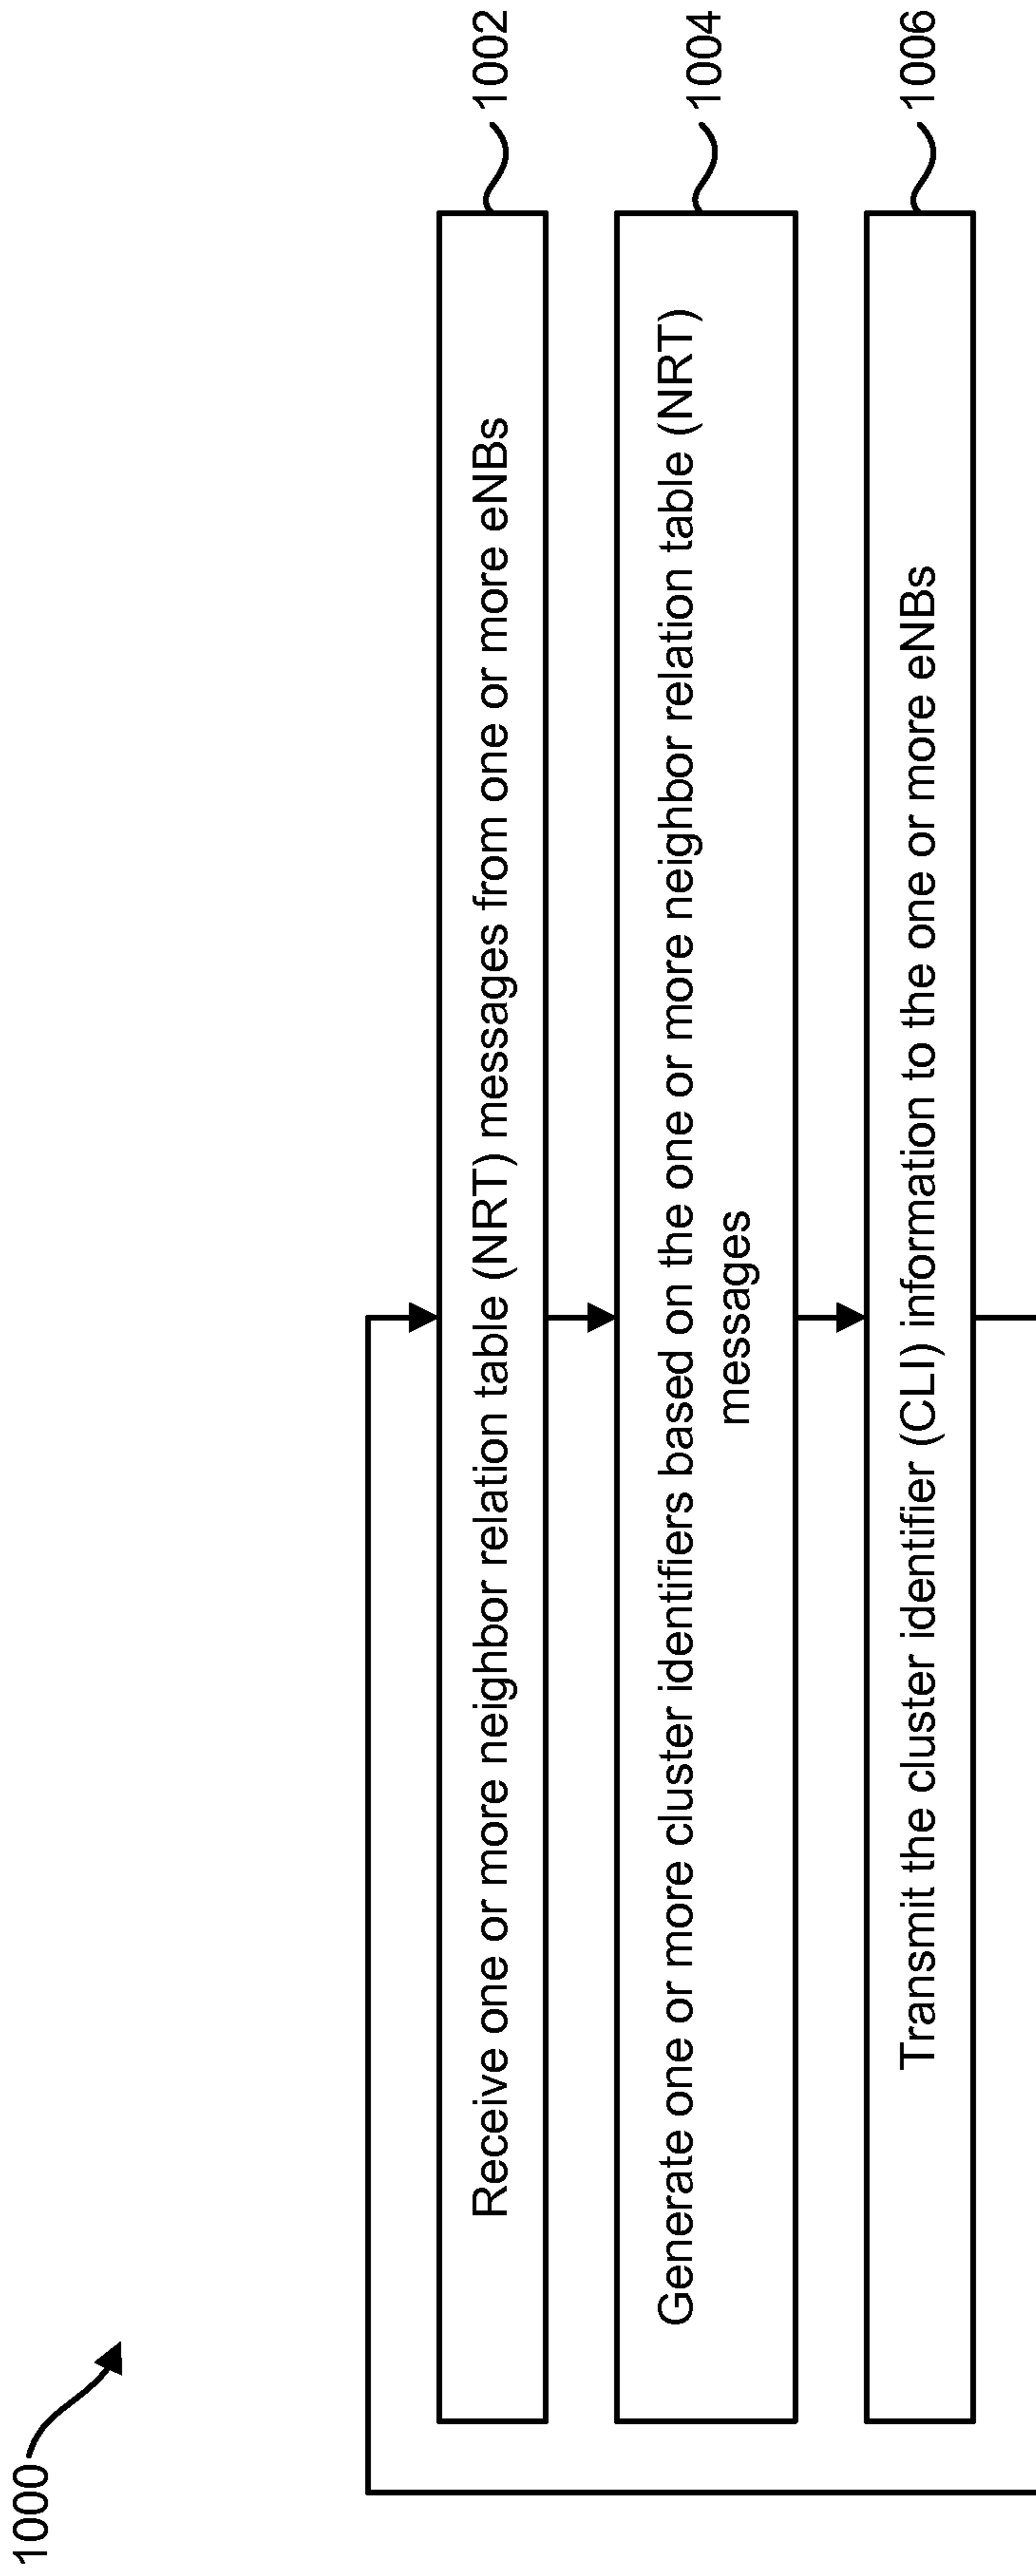 1000
Receive one or more neighbor relation table (NRT) messages from one or more eNBs
1002
Generate one or more cluster identifiers based on the one or more neighbor relation table (NRT)
messages
1004
Transmit the cluster identifier (CLI) information to the one or more eNBs
1006